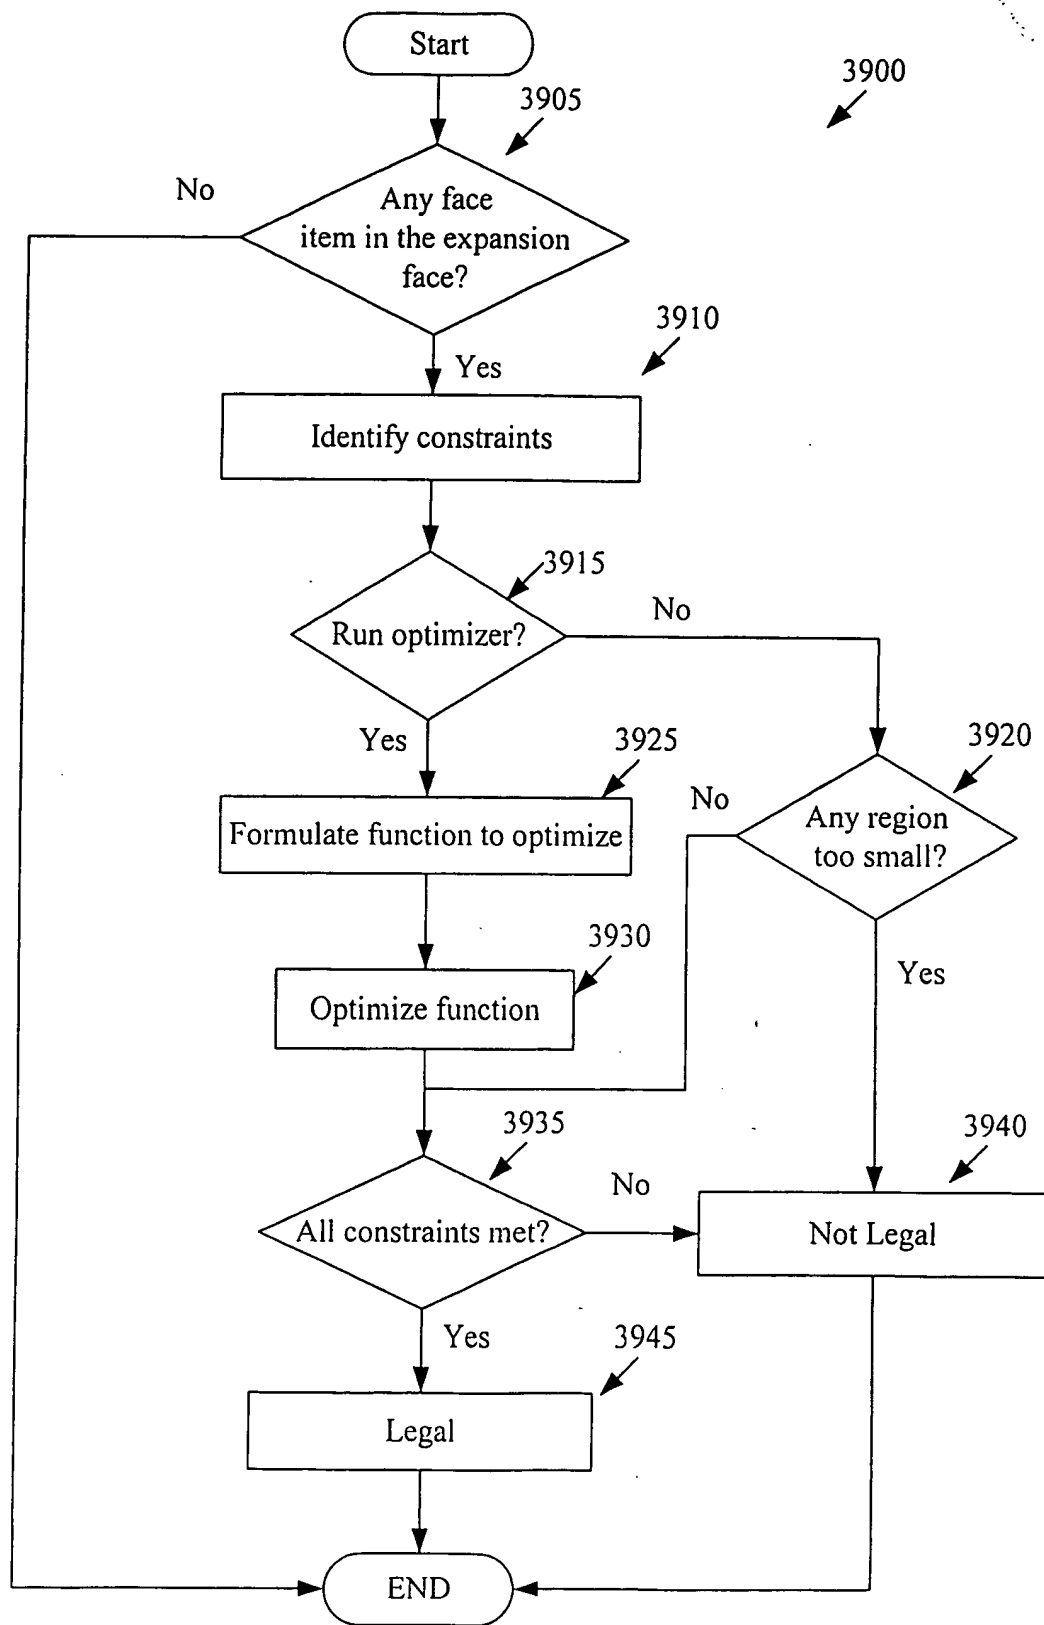 Start
3900
3905
No
Any face
item in the expansion
face?
3910
Yes
Identify constraints
3915
No
Run optimizer?
Yes
3925
3920
No
Formulate function to optimize
Any region
too small?
3930
Yes
Optimize function
3935
3940
No
All constraints met?
Not Legal
Yes
3945
Legal
END